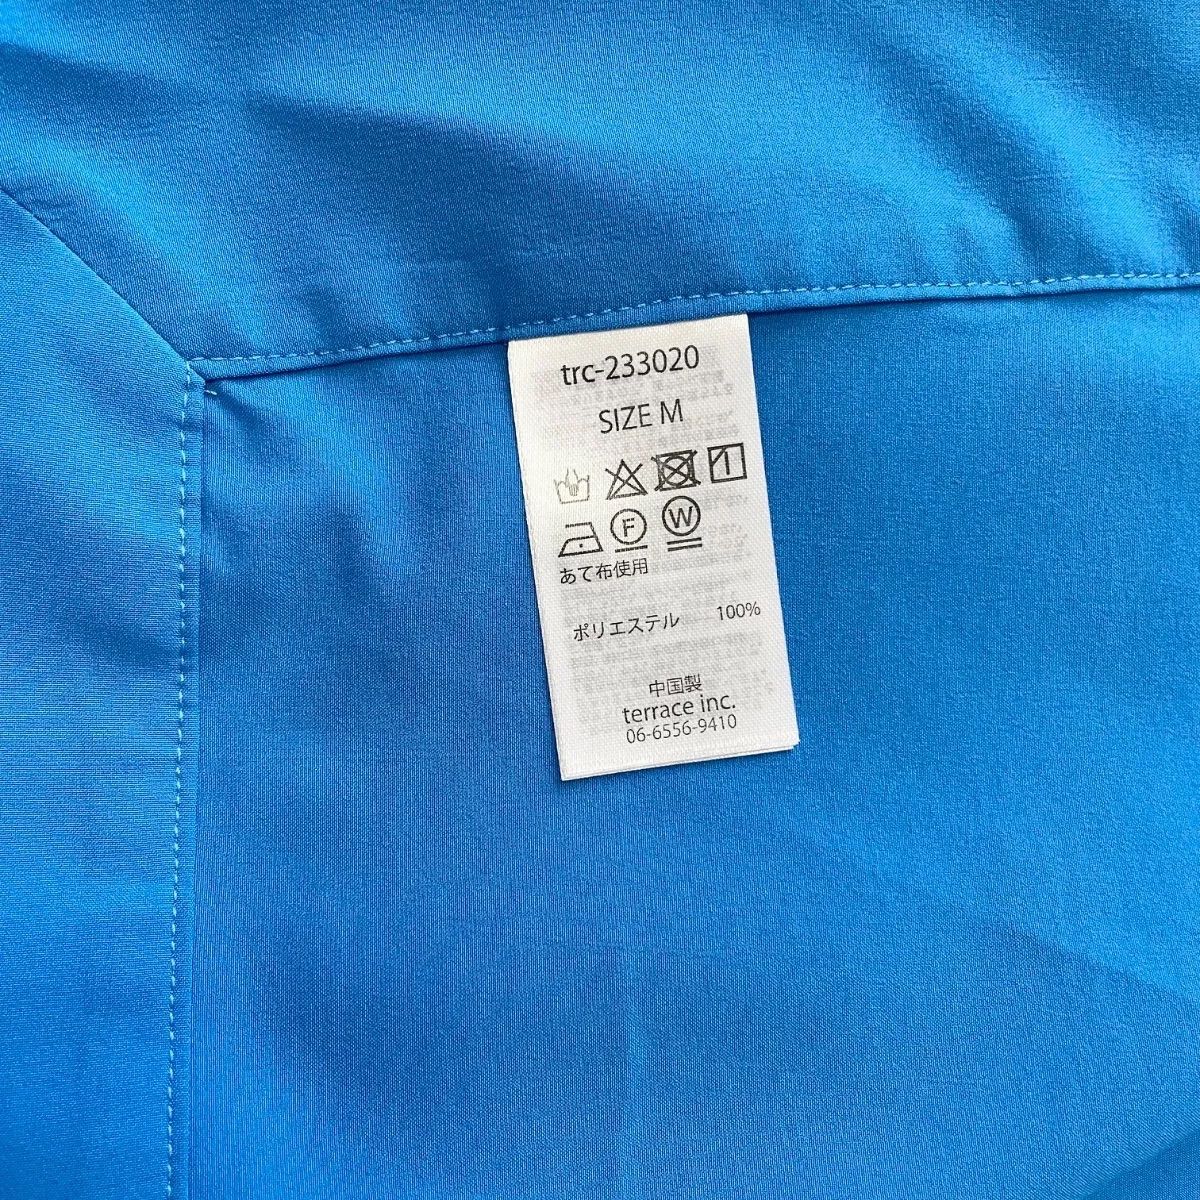 trc-233020
SIZE M
F W
あて布使用
ポリエステル 100%
中国製
terrace inc.
06-6556-9410